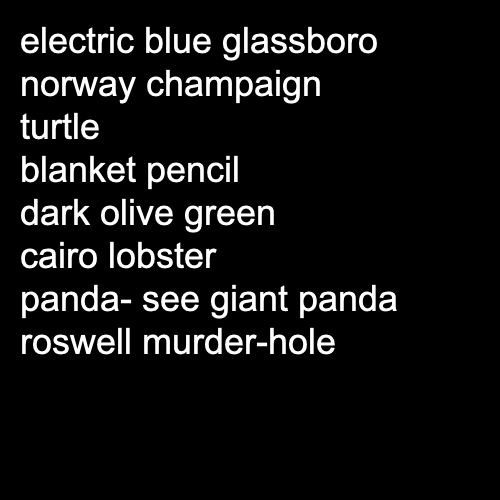 electric blue glassboro
norway champaign
turtle
blanket pencil
dark olive green
cairo lobster
panda- see giant panda
roswell murder-hole